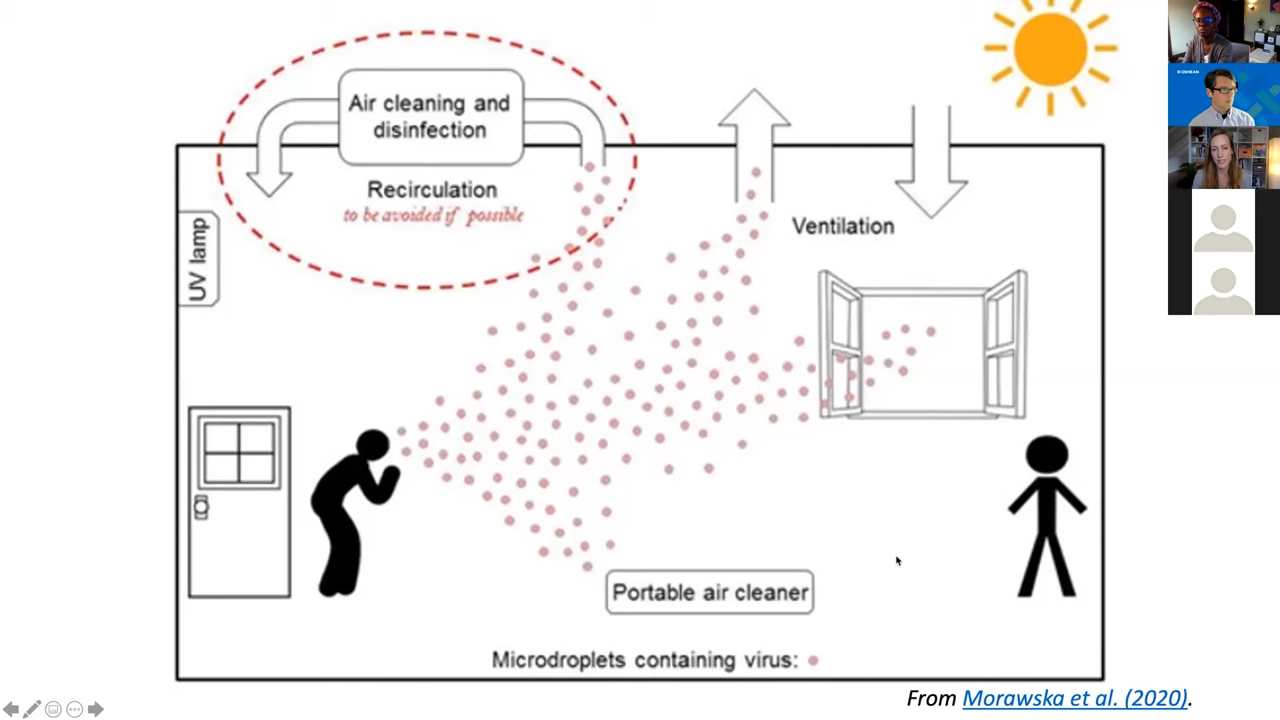 OSHEAN
Air cleaning and
disinfection
Recirculation
to be avoided if possible
UV lamp
Ventilation
Portable air cleaner
Microdroplets containing virus:
From Morawska et al. (2020).